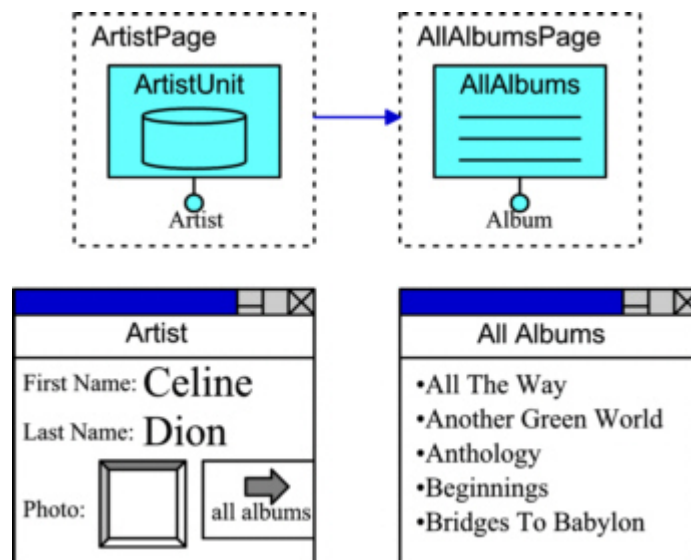 ArtistPage
ArtistUnit
Artist
AllAlbumsPage
AllAlbums
Album
Artist
First Name: Celine
Last Name: Dion
Photo:
all albums
All Albums
•All The Way
•Another Green World
•Anthology
•Beginnings
•Bridges To Babylon